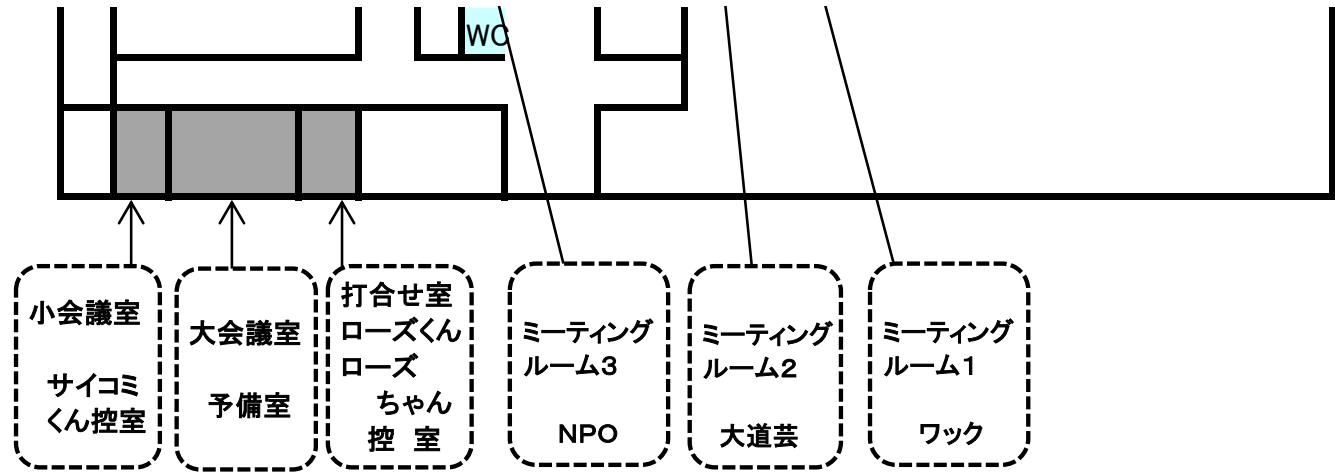 WC
小会議室
サイコミ
くん控室
大会議室
予備室
打合せ室
ローズくん
ローズ
ちゃん
控 室
ミーティング
ルーム3
NPO
ミーティング
ルーム2
大道芸
ミーティング
ルーム1
ワック